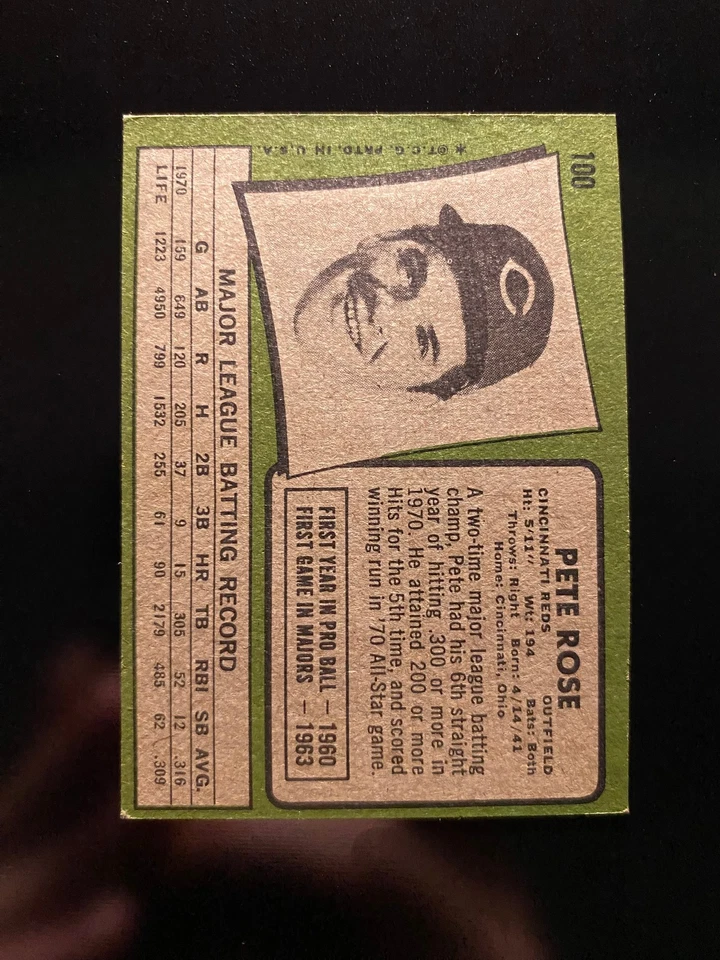 100
PETE ROSE
CINCINNATI REDS OUTFIELD
Ht: 5/11" Wt: 194 Bats: Both
Throws: Right Born: 4/14/41
Home: Cincinnati, Ohio
A two-time major league batting
champ, Pete had his 6th straight
year of hitting .300 or more in
1970. He attained 200 or more
Hits for the 5th time, and scored
winning run in '70 All-Star game.
FIRST YEAR IN PRO BALL – 1960
FIRST GAME IN MAJORS – 1963
C
*©T.C.G. PRTD. IN U.S.A.
MAJOR LEAGUE BATTING RECORD
G AB R H 2B 3B HR TB RBI SB AVG.
1970 159 649 120 205 37 9 15 305 52 12 .316
LIFE 1223 4950 799 1532 255 61 90 2179 485 62 .309